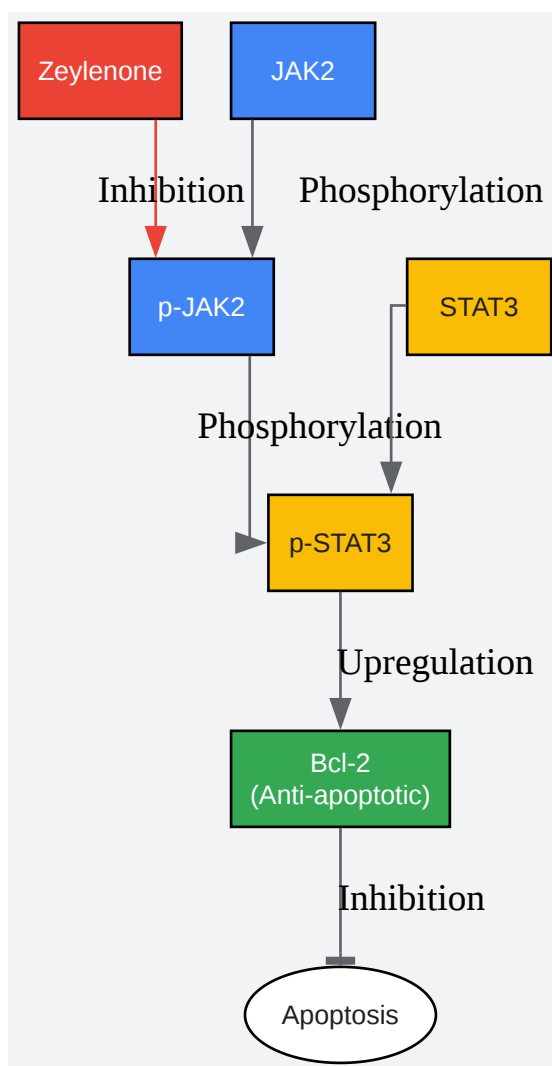 Zeylenone
JAK2
Inhibition
Phosphorylation
p-JAK2
STAT3
Phosphorylation
p-STAT3
Upregulation
Bcl-2
(Anti-apoptotic)
Inhibition
Apoptosis